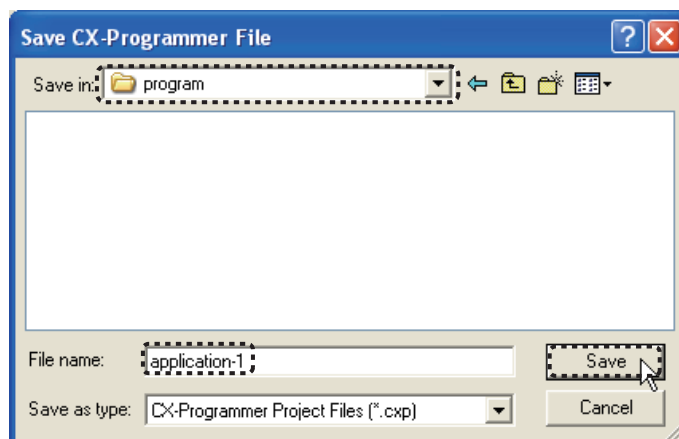 Save CX-Programmer File
Save in: program
File name: application-1
Save
Save as type: CX-Programmer Project Files (*.cxp)
Cancel